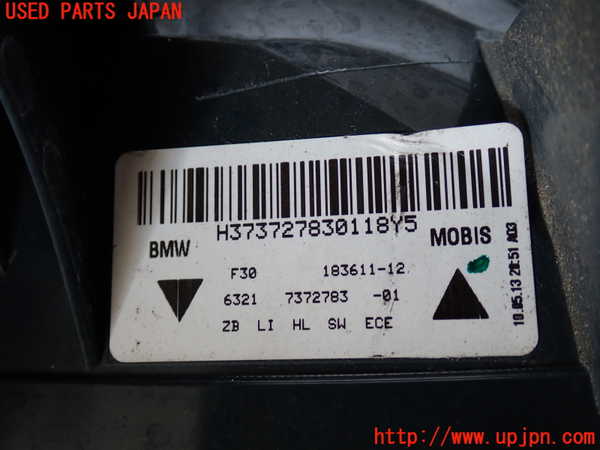 USED PARTS JAPAN
H373727830118Y5
BMW
MOBIS
F30 183611-12
6321 7372783 -01
ZB LI HL SW ECE
10.05.13 20:51 A03
http://www.upjpn.com/